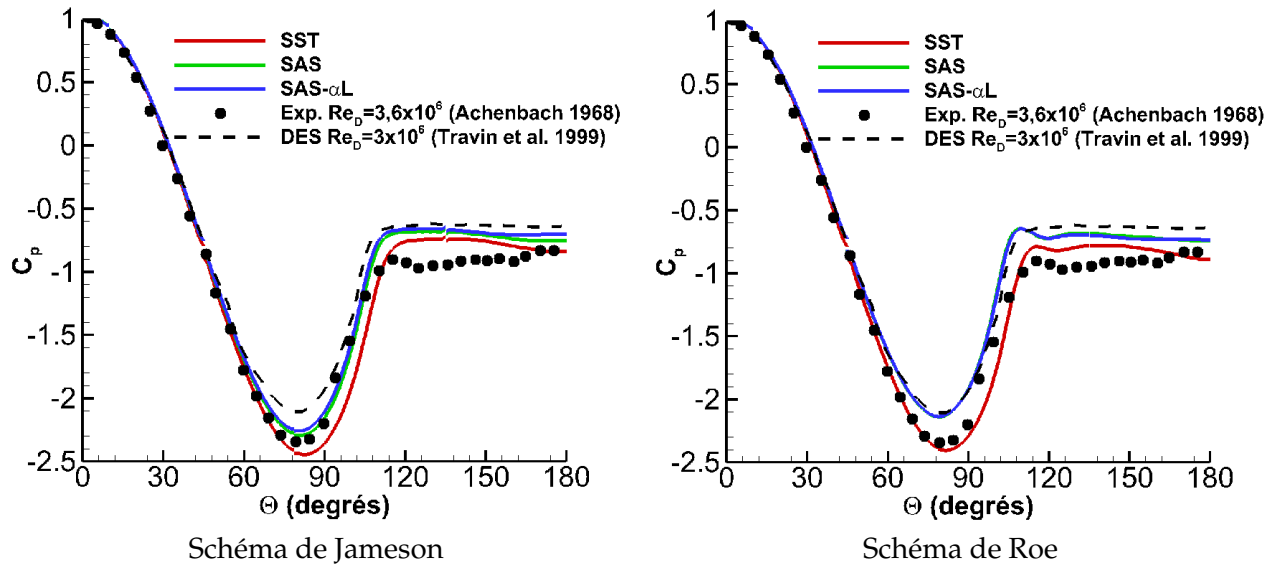 1
0.5
0
-0.5
-1
-1.5
-2
-2.5
C_p
0 30 60 90 120 150 180
Θ (degrés)
SST
SAS
SAS-αL
Exp. Re_D=3,6x10^6 (Achenbach 1968)
DES Re_D=3x10^6 (Travin et al. 1999)
Schéma de Jameson
1
0.5
0
-0.5
-1
-1.5
-2
-2.5
C_p
0 30 60 90 120 150 180
Θ (degrés)
SST
SAS
SAS-αL
Exp. Re_D=3,6x10^6 (Achenbach 1968)
DES Re_D=3x10^6 (Travin et al. 1999)
Schéma de Roe